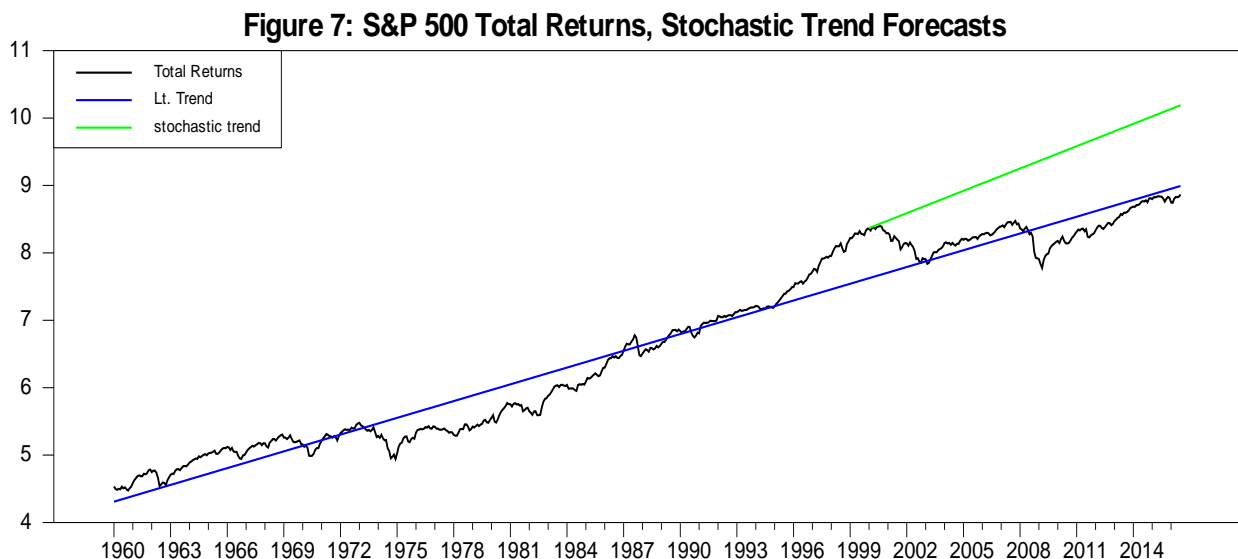 Figure 7: S&P 500 Total Returns, Stochastic Trend Forecasts
Total Returns
Lt. Trend
stochastic trend
11
10
9
8
7
6
5
4
1960 1963 1966 1969 1972 1975 1978 1981 1984 1987 1990 1993 1996 1999 2002 2005 2008 2011 2014